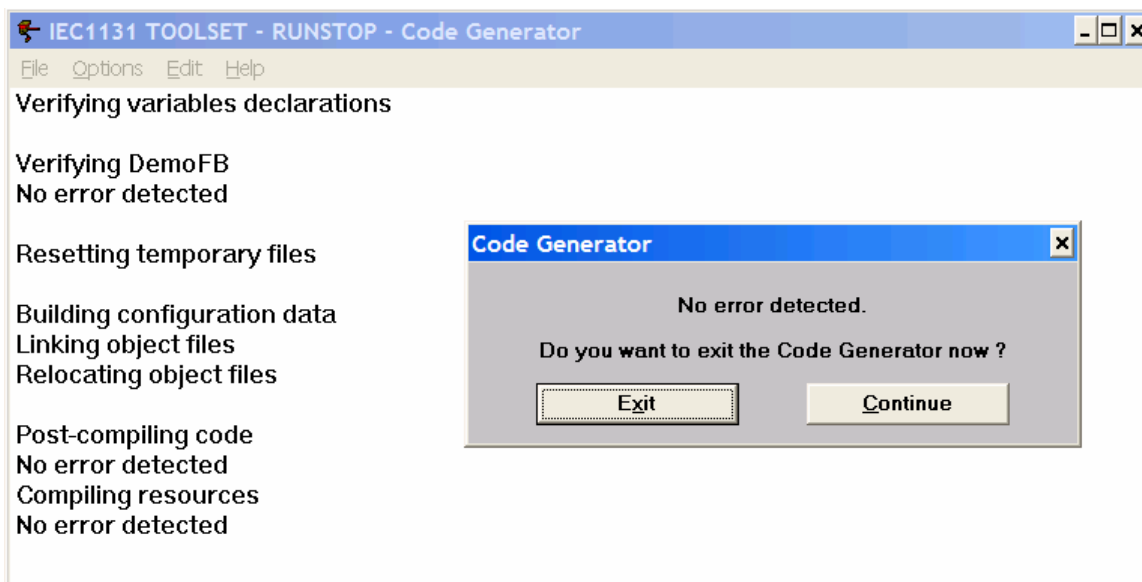 IEC1131 TOOLSET - RUNSTOP - Code Generator
File Options Edit Help
Verifying variables declarations
Verifying DemoFB
No error detected
Resetting temporary files
Building configuration data
Linking object files
Relocating object files
Post-compiling code
No error detected
Compiling resources
No error detected
Code Generator
No error detected.
Do you want to exit the Code Generator now ?
Exit Continue